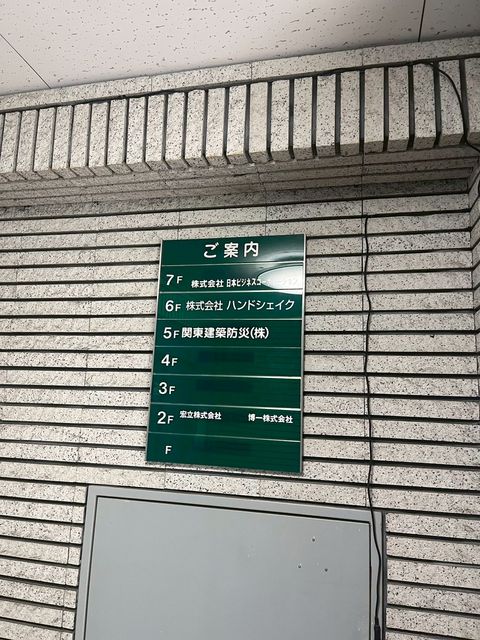 ご案内
7F 株式会社 日本ビジネスコー
6F 株式会社 ハンドシェイク
5F 関東建築防災(株)
4F
3F
2F 宏立株式会社 博一株式会社
F